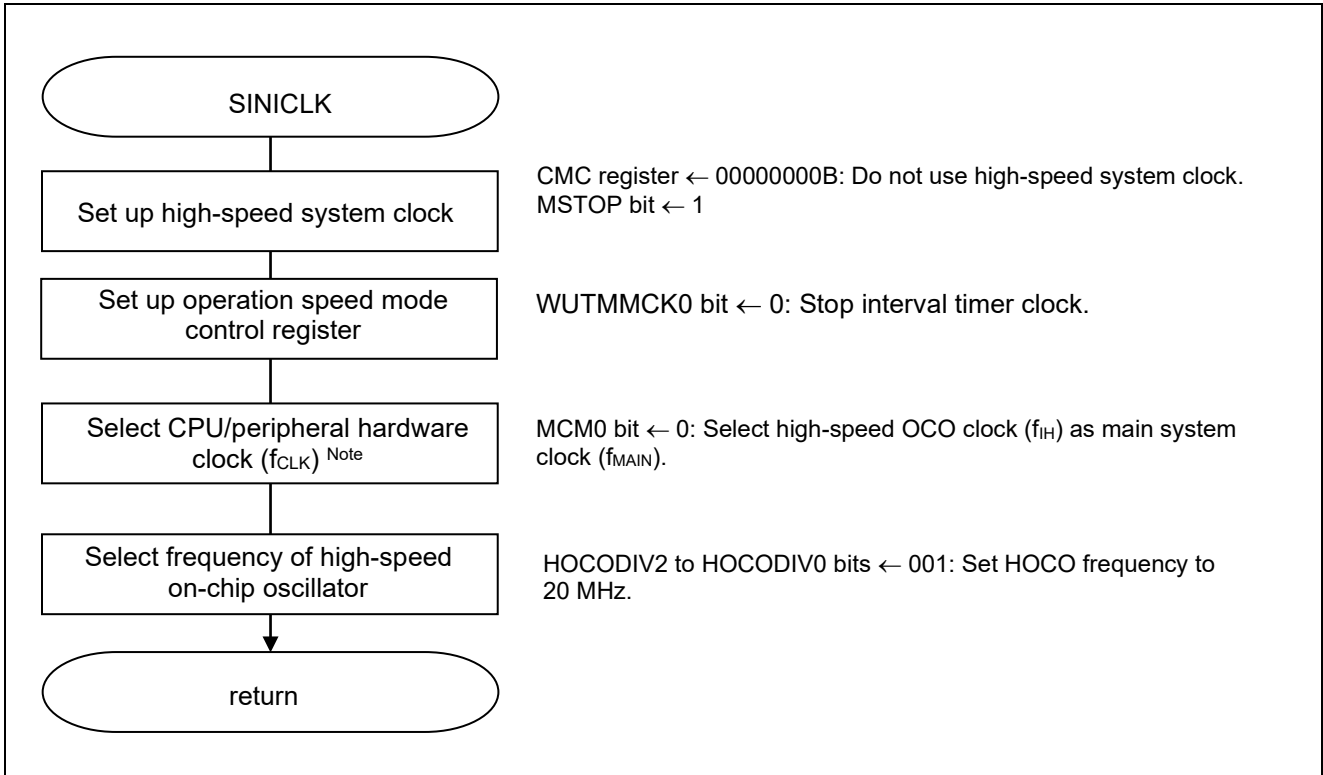 SINICLK
Set up high-speed system clock
CMC register ← 00000000B: Do not use high-speed system clock.
MSTOP bit ← 1
Set up operation speed mode
control register
WUTMMCK0 bit ← 0: Stop interval timer clock.
Select CPU/peripheral hardware
clock (fCLK) Note
MCM0 bit ← 0: Select high-speed OCO clock (fIH) as main system
clock (fMAIN).
Select frequency of high-speed
on-chip oscillator
HOCODIV2 to HOCODIV0 bits ← 001: Set HOCO frequency to
20 MHz.
return